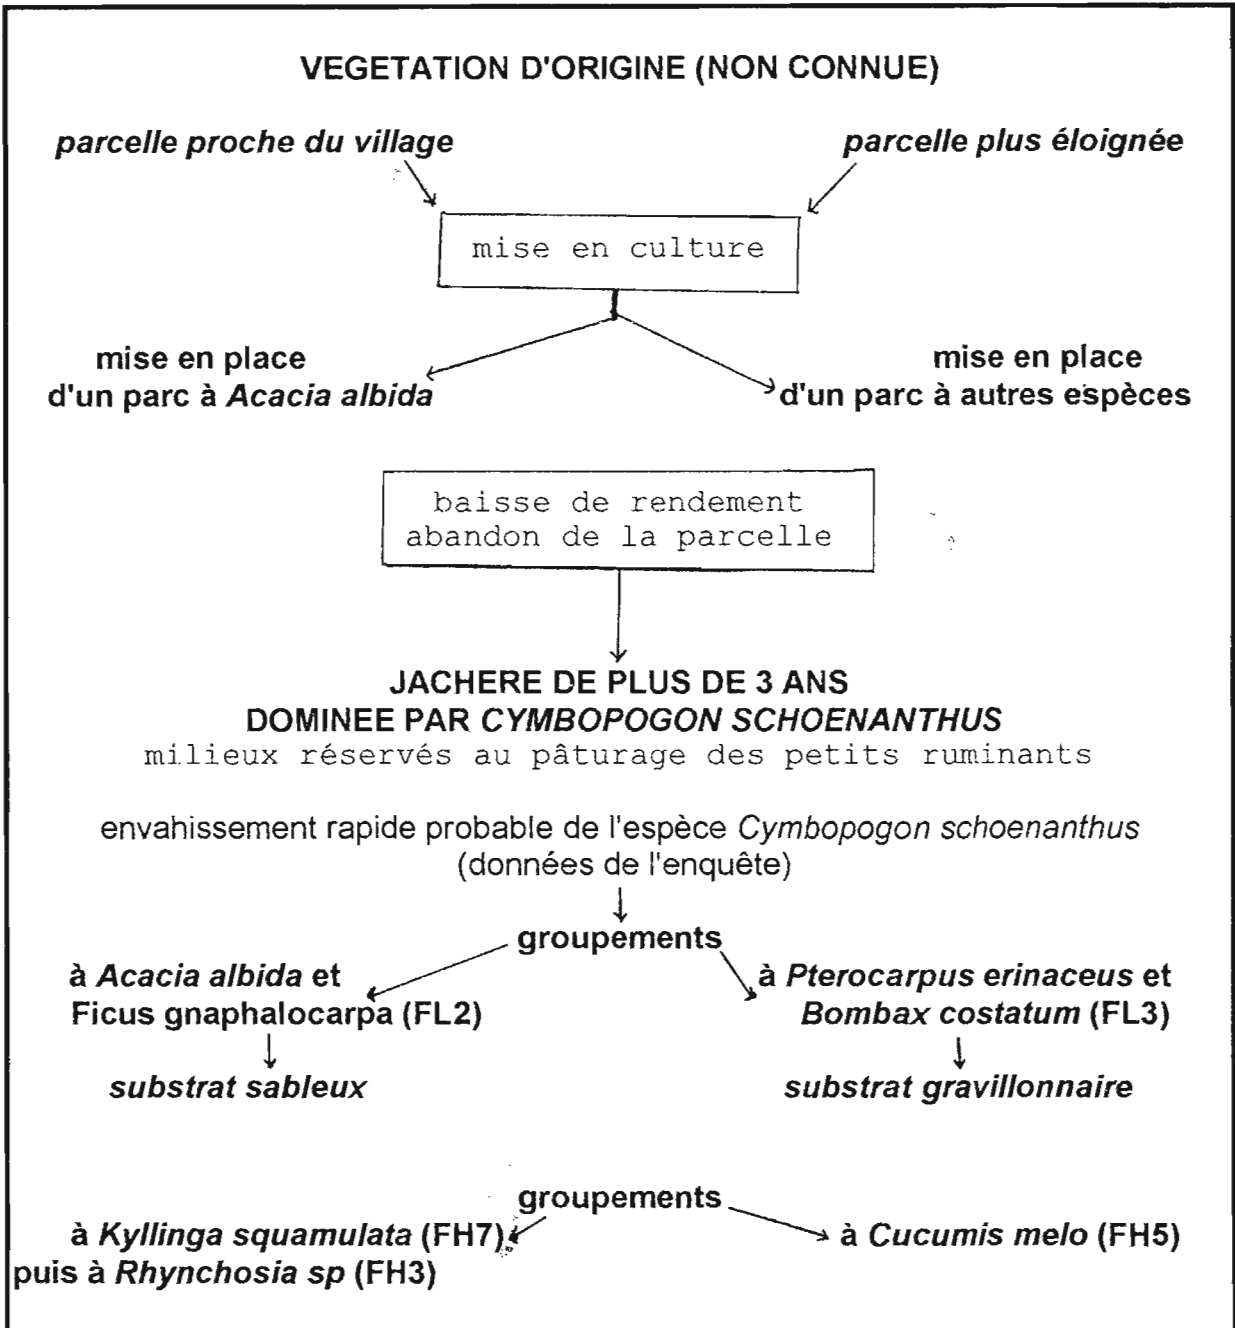 VEGETATION D'ORIGINE (NON CONNUE)
parcelle proche du village
parcelle plus éloignée
mise en culture
mise en place
d'un parc à Acacia albida
mise en place
d'un parc à autres espèces
baisse de rendement
abandon de la parcelle
JACHERE DE PLUS DE 3 ANS
DOMINEE PAR CYMBOPOGON SCHOENANTHUS
milieux réservés au pâturage des petits ruminants
envahissement rapide probable de l'espèce Cymbopogon schoenanthus
(données de l'enquête)
groupements
à Acacia albida et
Ficus gnaphalocarpa (FL2)
à Pterocarpus erinaceus et
Bombax costatum (FL3)
substrat sableux
substrat gravillonnaire
groupements
à Kyllinga squamulata (FH7)
puis à Rhynchosia sp (FH3)
à Cucumis melo (FH5)